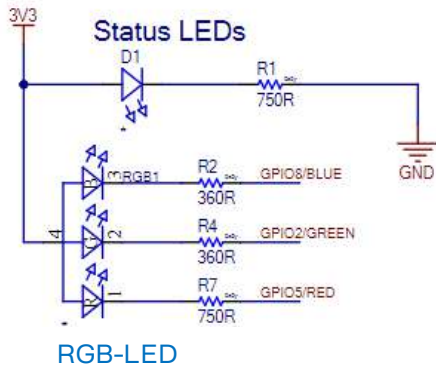 3V3
Status LEDs
D1
R1
750R
GND
B
3
RGB1
R2
360R
GPIO8/BLUE
4
G
2
R4
360R
GPIO2/GREEN
R
1
R7
750R
GPIO5/RED
RGB-LED